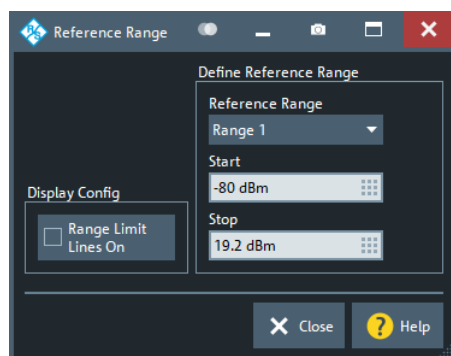 Reference Range
Define Reference Range
Reference Range
Range 1
Start
-80 dBm
Display Config
Range Limit
Lines On
Stop
19.2 dBm
Close
? Help